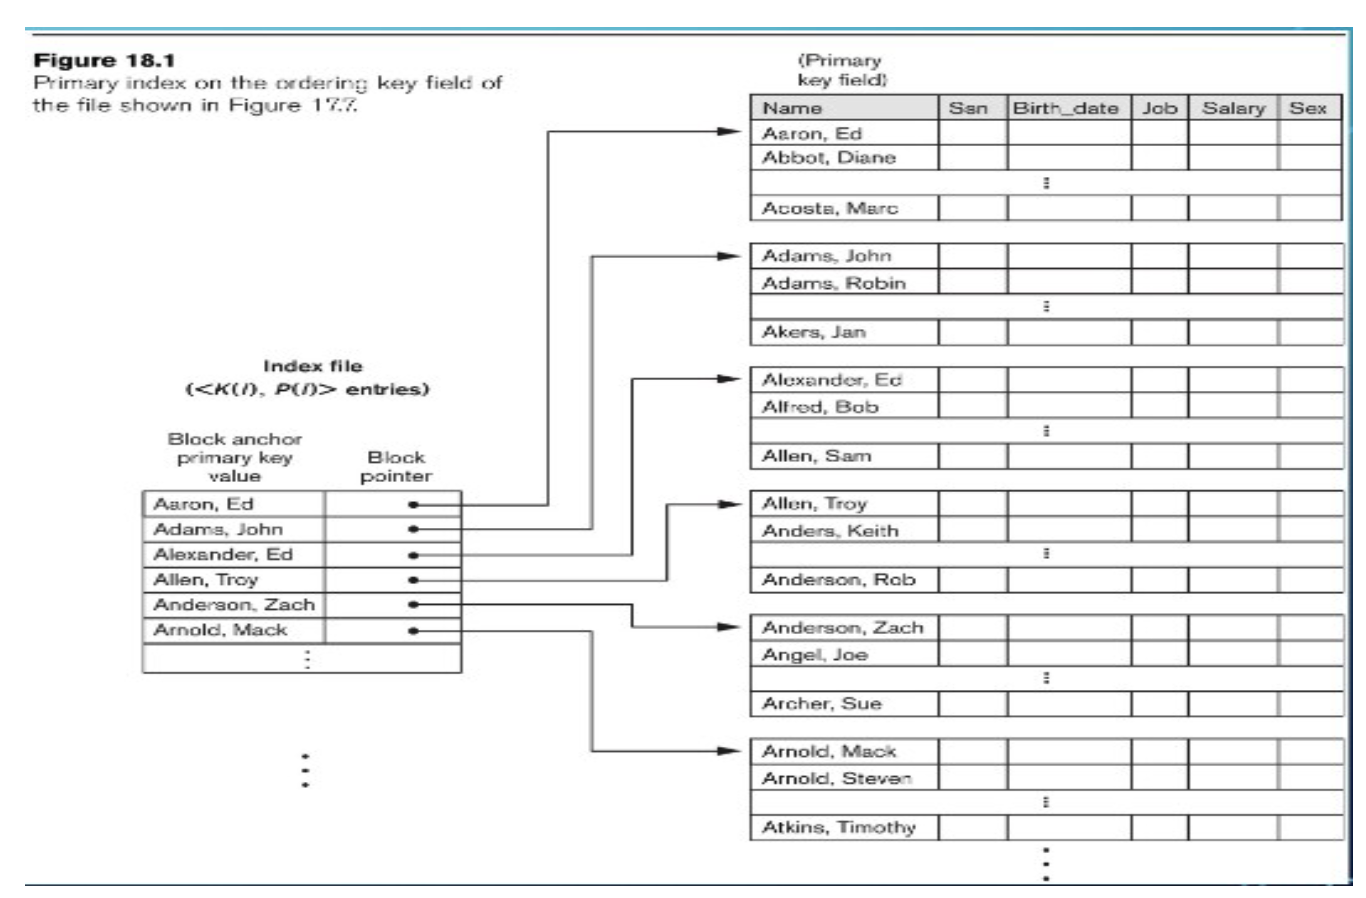 Figure 18.1
Primary index on the ordering key field of
the file shown in Figure 17.7.
(Primary
key field)
Name Ssn Birth_date Job Salary Sex
Aaron, Ed
Abbot, Diane
Acosta, Marc
Adams, John
Adams, Robin
Akers, Jan
Index file
(<K(i), P(i)> entries)
Block anchor
primary key
value
Block
pointer
Aaron, Ed
Adams, John
Alexander, Ed
Allen, Troy
Anderson, Zach
Arnold, Mack
Alexander, Ed
Alfred, Bob
Allen, Sam
Allen, Troy
Anders, Keith
Anderson, Rob
Anderson, Zach
Angel, Joe
Archer, Sue
Arnold, Mack
Arnold, Steven
Atkins, Timothy